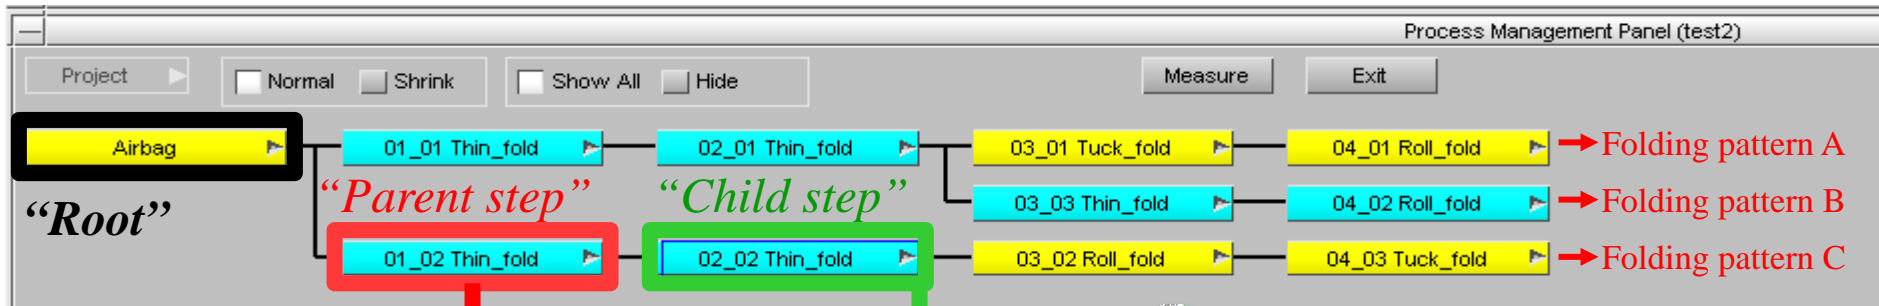 Process Management Panel (test2)
Project Normal Shrink Show All Hide Measure Exit
Airbag 01_01 Thin_fold 02_01 Thin_fold 03_01 Tuck_fold 04_01 Roll_fold Folding pattern A
“Root” “Parent step” “Child step” 03_03 Thin_fold 04_02 Roll_fold Folding pattern B
01_02 Thin_fold 02_02 Thin_fold 03_02 Roll_fold 04_03 Tuck_fold Folding pattern C